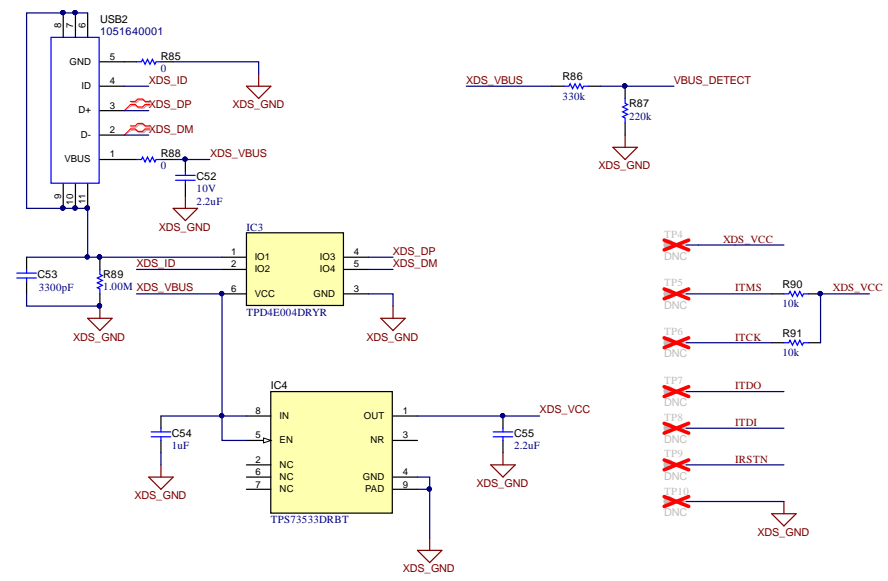 USB2
1051640001
8
7
6
GND 5 R85
0
ID 4 XDS_ID
D+ 3 XDS_DP
D- 2 XDS_DM
VBUS 1 R88 XDS_VBUS
0
9
10
11
XDS_GND
C52
10V
2.2uF
XDS_GND
XDS_VBUS R86 VBUS_DETECT
330k
R87
220k
XDS_GND
C53
3300pF
R89
1.00M
XDS_GND
IC3
1 IO1 IO3 4 XDS_DP
XDS_ID 2 IO2 IO4 5 XDS_DM
XDS_VBUS 6 VCC GND 3
TPD4E004DRYR
XDS_GND
IC4
8 IN OUT 1 XDS_VCC
5 EN NR 3
2 NC
6 NC GND 4
7 NC PAD 9
TPS73533DRBT
C54
1uF
XDS_GND
C55
2.2uF
XDS_GND
XDS_GND
TP4 XDS_VCC
DNC
TP5 ITMS R90 XDS_VCC
DNC 10k
TP6 ITCK R91
DNC 10k
TP7 ITDO
DNC
TP8 ITDI
DNC
TP9 IRSTN
DNC
TP10
DNC
XDS_GND